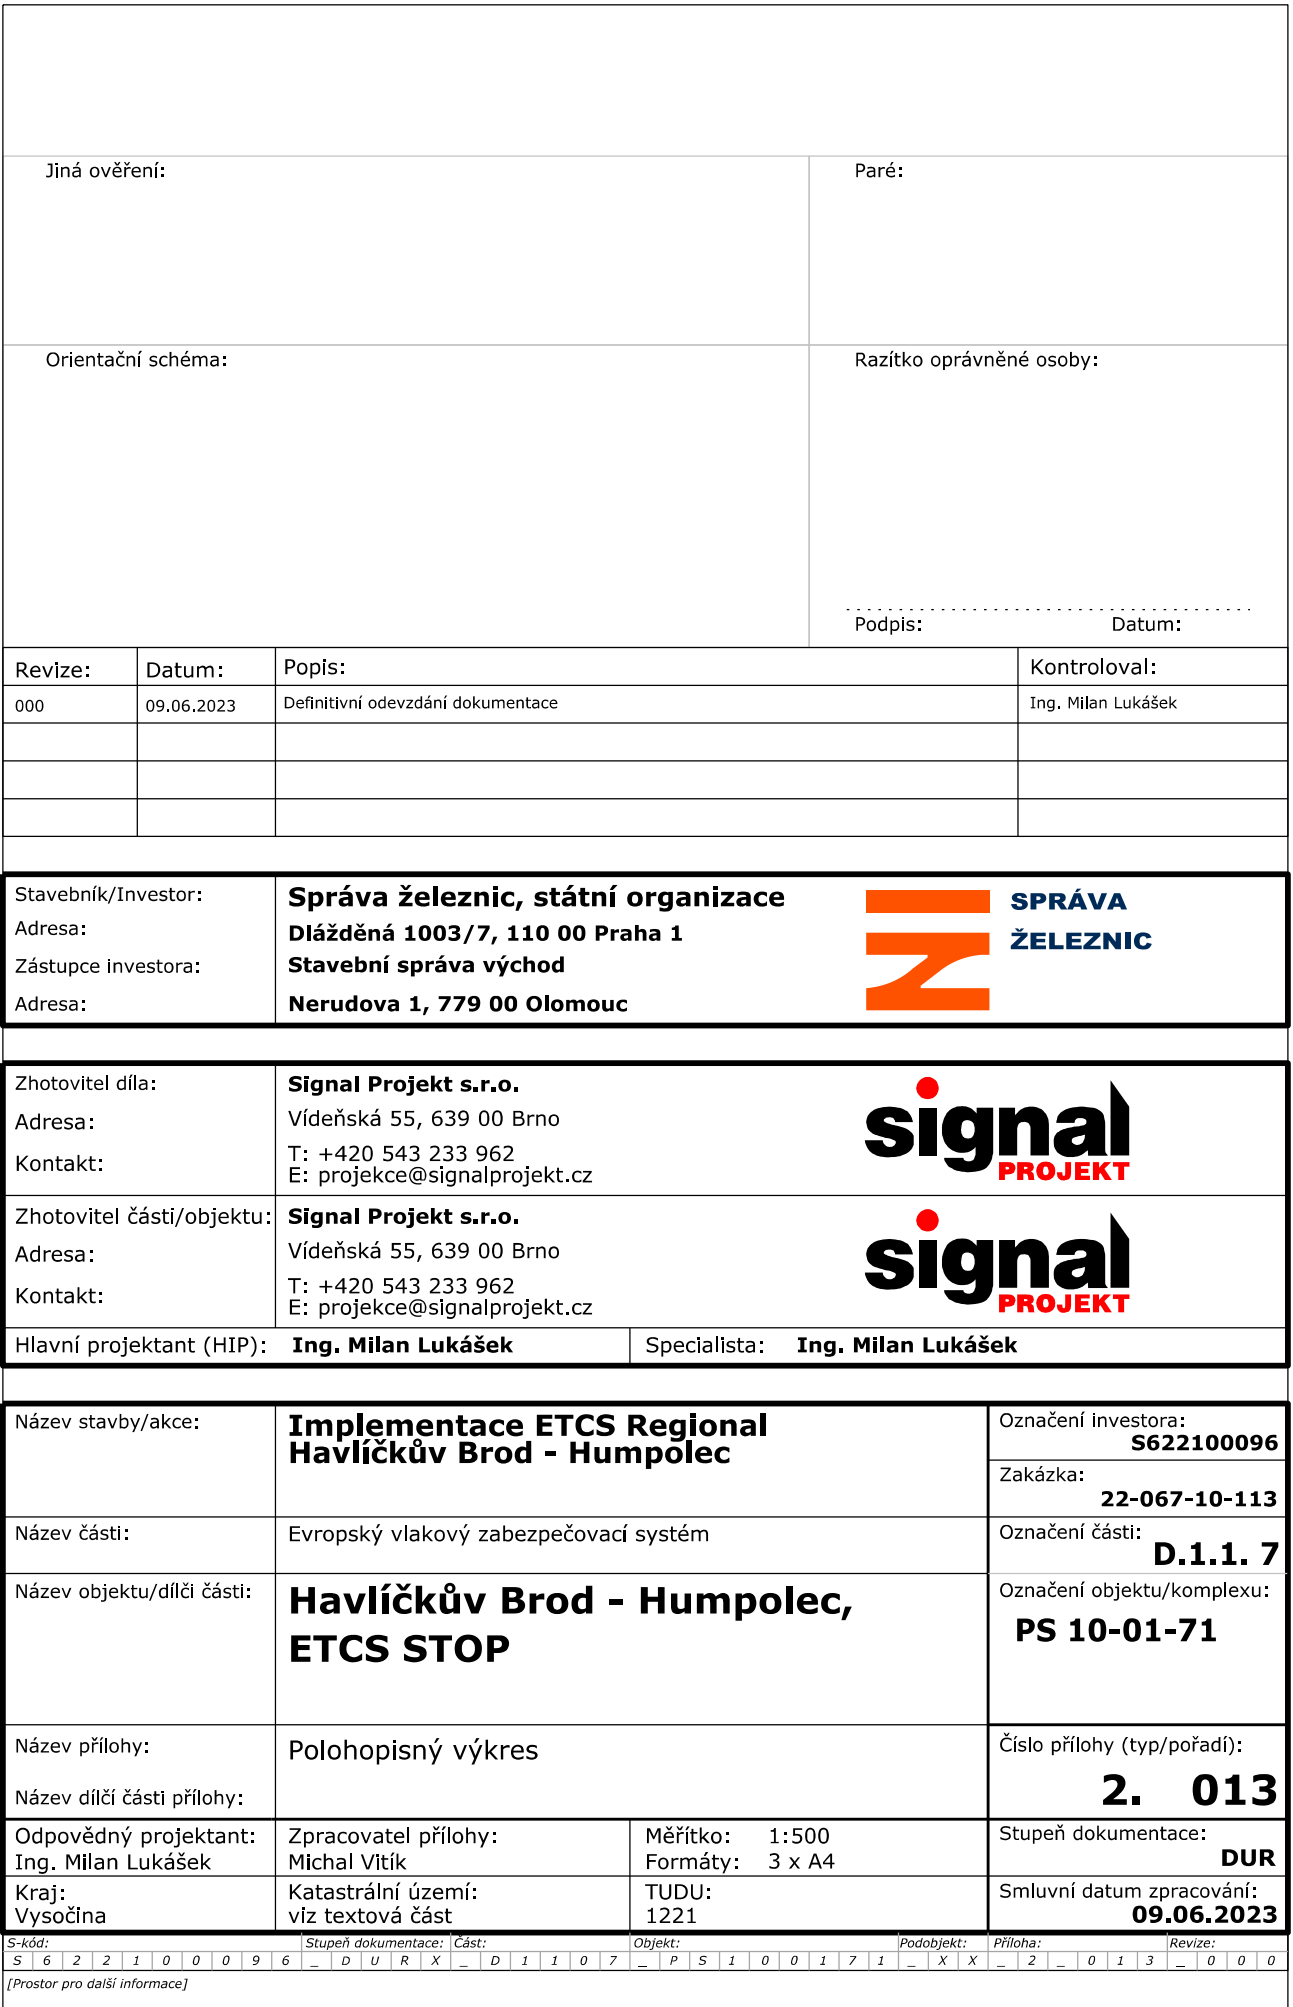 Jiná ověření:
Paré:
Orientační schéma:
Razítko oprávněné osoby:
Podpis: Datum:
Revize: Datum: Popis: Kontroloval:
000 09.06.2023 Definitivní odevzdání dokumentace Ing. Milan Lukášek
Stavebník/Investor: Správa železnic, státní organizace
Adresa: Dlážděná 1003/7, 110 00 Praha 1
Zástupce investora: Stavební správa východ
Adresa: Nerudova 1, 779 00 Olomouc
SPRÁVA
ŽELEZNIC
Zhotovitel díla: Signal Projekt s.r.o.
Adresa: Vídeňská 55, 639 00 Brno
Kontakt: T: +420 543 233 962
E: projekce@signalprojekt.cz
signal
PROJEKT
Zhotovitel části/objektu: Signal Projekt s.r.o.
Adresa: Vídeňská 55, 639 00 Brno
Kontakt: T: +420 543 233 962
E: projekce@signalprojekt.cz
signal
PROJEKT
Hlavní projektant (HIP): Ing. Milan Lukášek Specialista: Ing. Milan Lukášek
Název stavby/akce: Implementace ETCS Regional
Havlíčkův Brod - Humpolec
Označení investora:
S622100096
Zakázka:
22-067-10-113
Název části: Evropský vlakový zabezpečovací systém
Označení části:
D.1.1. 7
Název objektu/dílči části: Havlíčkův Brod - Humpolec,
ETCS STOP
Označení objektu/komplexu:
PS 10-01-71
Název přílohy: Polohopisný výkres
Název dílčí části přílohy:
Číslo přílohy (typ/pořadí):
2. 013
Odpovědný projektant: Zpracovatel přílohy: Měřítko: 1:500 Stupeň dokumentace:
Ing. Milan Lukášek Michal Vitík Formáty: 3 x A4 DUR
Kraj: Katastrální území: TUDU: Smluvní datum zpracování:
Vysočina viz textová část 1221 09.06.2023
S-kód: Stupeň dokumentace: Část: Objekt: Podobjekt: Příloha: Revize:
S 6 2 2 1 0 0 0 9 6 _ D U R X _ D 1 1 0 7 _ P S 1 0 0 1 7 1 _ X X _ 2 _ 0 1 3 _ 0 0 0
[Prostor pro další informace]